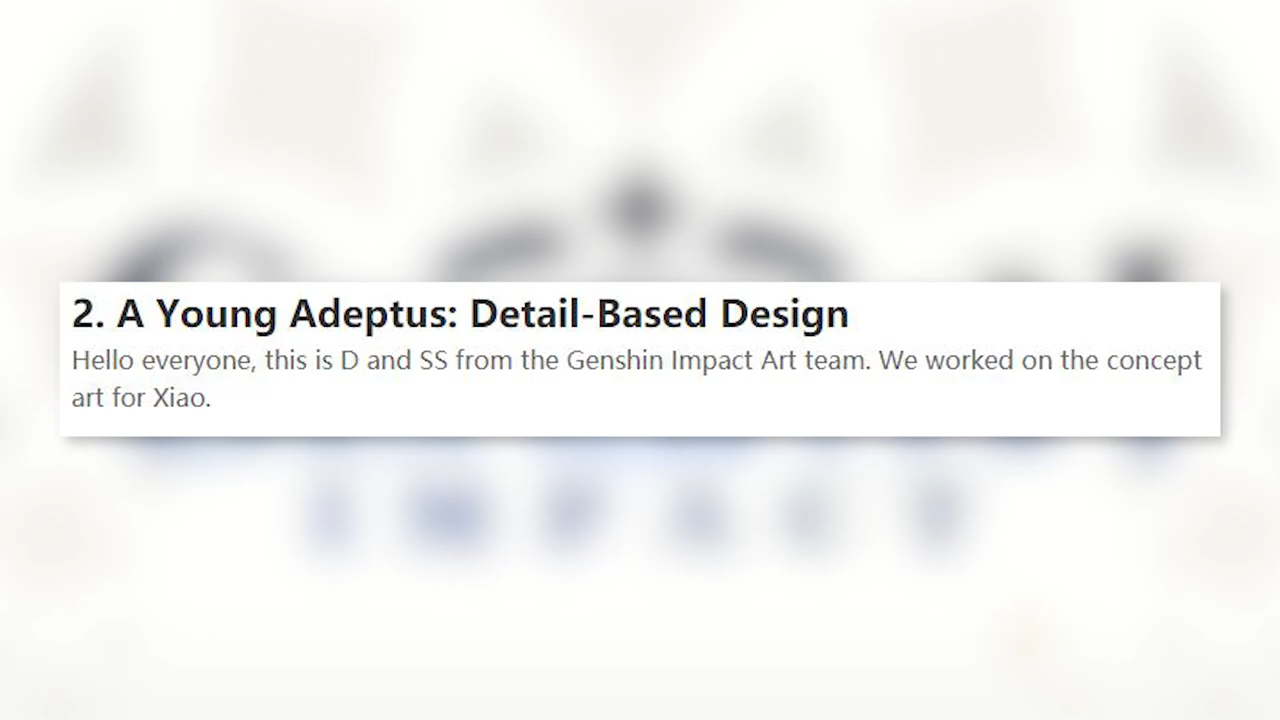 2. A Young Adeptus: Detail-Based Design
Hello everyone, this is D and SS from the Genshin Impact Art team. We worked on the concept
art for Xiao.
IMPACT